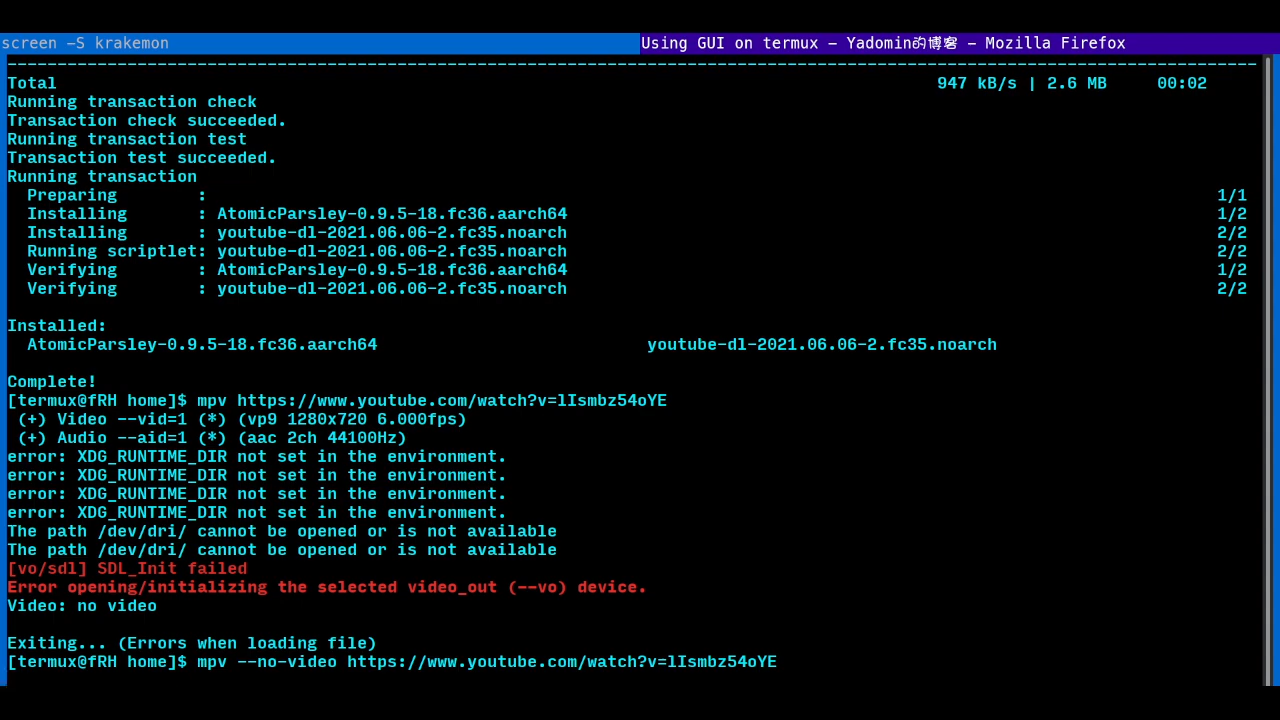 screen -S krakemon
Using GUI on termux — Yadomin的博客 — Mozilla Firefox
--------------------------------------------------------------------------------------------------------------------------------
Total 947 kB/s | 2.6 MB 00:02
Running transaction check
Transaction check succeeded.
Running transaction test
Transaction test succeeded.
Running transaction
Preparing : 1/1
Installing : AtomicParsley-0.9.5-18.fc36.aarch64 1/2
Installing : youtube-dl-2021.06.06-2.fc35.noarch 2/2
Running scriptlet: youtube-dl-2021.06.06-2.fc35.noarch 2/2
Verifying : AtomicParsley-0.9.5-18.fc36.aarch64 1/2
Verifying : youtube-dl-2021.06.06-2.fc35.noarch 2/2
Installed:
AtomicParsley-0.9.5-18.fc36.aarch64 youtube-dl-2021.06.06-2.fc35.noarch
Complete!
[termux@fRH home]$ mpv https://www.youtube.com/watch?v=lIsmbz54oYE
(+) Video --vid=1 (*) (vp9 1280x720 6.000fps)
(+) Audio --aid=1 (*) (aac 2ch 44100Hz)
error: XDG_RUNTIME_DIR not set in the environment.
error: XDG_RUNTIME_DIR not set in the environment.
error: XDG_RUNTIME_DIR not set in the environment.
error: XDG_RUNTIME_DIR not set in the environment.
The path /dev/dri/ cannot be opened or is not available
The path /dev/dri/ cannot be opened or is not available
[vo/sdl] SDL_Init failed
Error opening/initializing the selected video_out (--vo) device.
Video: no video
Exiting... (Errors when loading file)
[termux@fRH home]$ mpv --no-video https://www.youtube.com/watch?v=lIsmbz54oYE